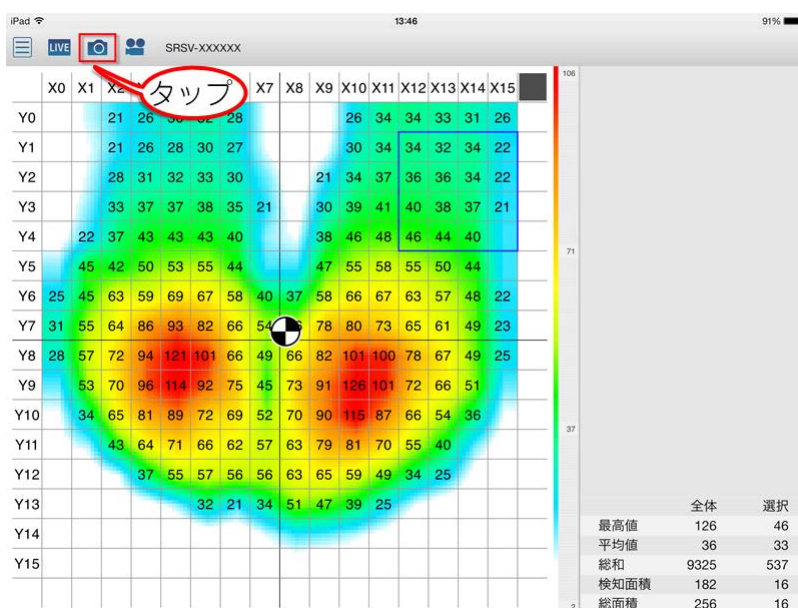 iPad 13:46 91%
LIVE SRSV-XXXXXX
タップ
106
X0 X1 X2 X7 X8 X9 X10 X11 X12 X13 X14 X15
Y0 21 26 30 32 28 26 34 34 33 31 26
Y1 21 26 28 30 27 30 34 34 32 34 22
Y2 28 31 32 33 30 21 34 37 36 36 34 22
Y3 33 37 37 38 35 21 30 39 41 40 38 37 21
Y4 22 37 43 43 43 40 38 46 48 46 44 40
71
Y5 45 42 50 53 55 44 47 55 58 55 50 44
Y6 25 45 63 59 69 67 58 40 37 58 66 67 63 57 48 22
Y7 31 55 64 86 93 82 66 54 78 80 73 65 61 49 23
Y8 28 57 72 94 121 101 66 49 66 82 101 100 78 67 49 25
Y9 53 70 96 114 92 75 45 73 91 126 101 72 66 51
Y10 34 65 81 89 72 69 52 70 90 115 87 66 54 36
37
Y11 43 64 71 66 62 57 63 79 81 70 55 40
Y12 37 55 57 56 56 63 65 59 49 34 25
Y13 32 21 34 51 47 39 25
Y14
Y15
2
全体 選択
最高値 126 46
平均値 36 33
総和 9325 537
検知面積 182 16
総面積 256 16